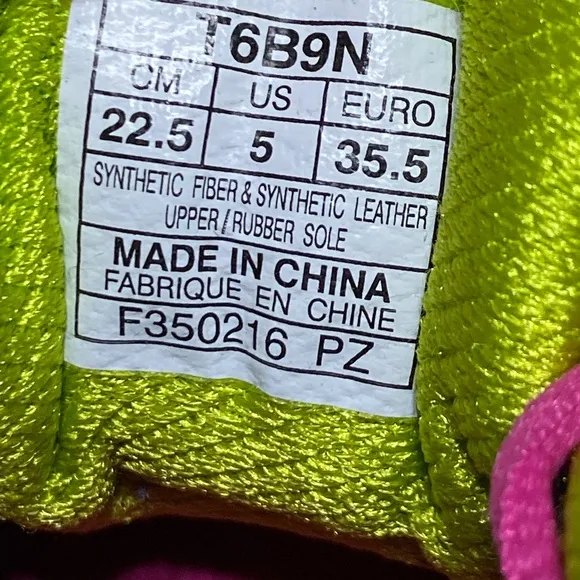 T6B9N
CM US EURO
22.5 5 35.5
SYNTHETIC FIBER & SYNTHETIC LEATHER
UPPER / RUBBER SOLE
MADE IN CHINA
FABRIQUE EN CHINE
F350216 PZ